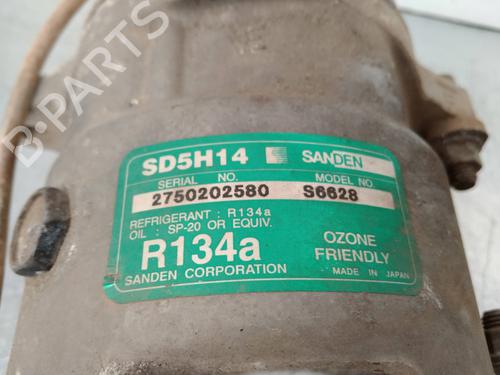 B-PARTS
SD5H14 SANDEN
SERIAL NO. MODEL NO.
2750202580 S6628
REFRIGERANT : R134a
OIL : SP-20 OR EQUIV.
R134a
SANDEN CORPORATION
OZONE
FRIENDLY
MADE IN JAPAN